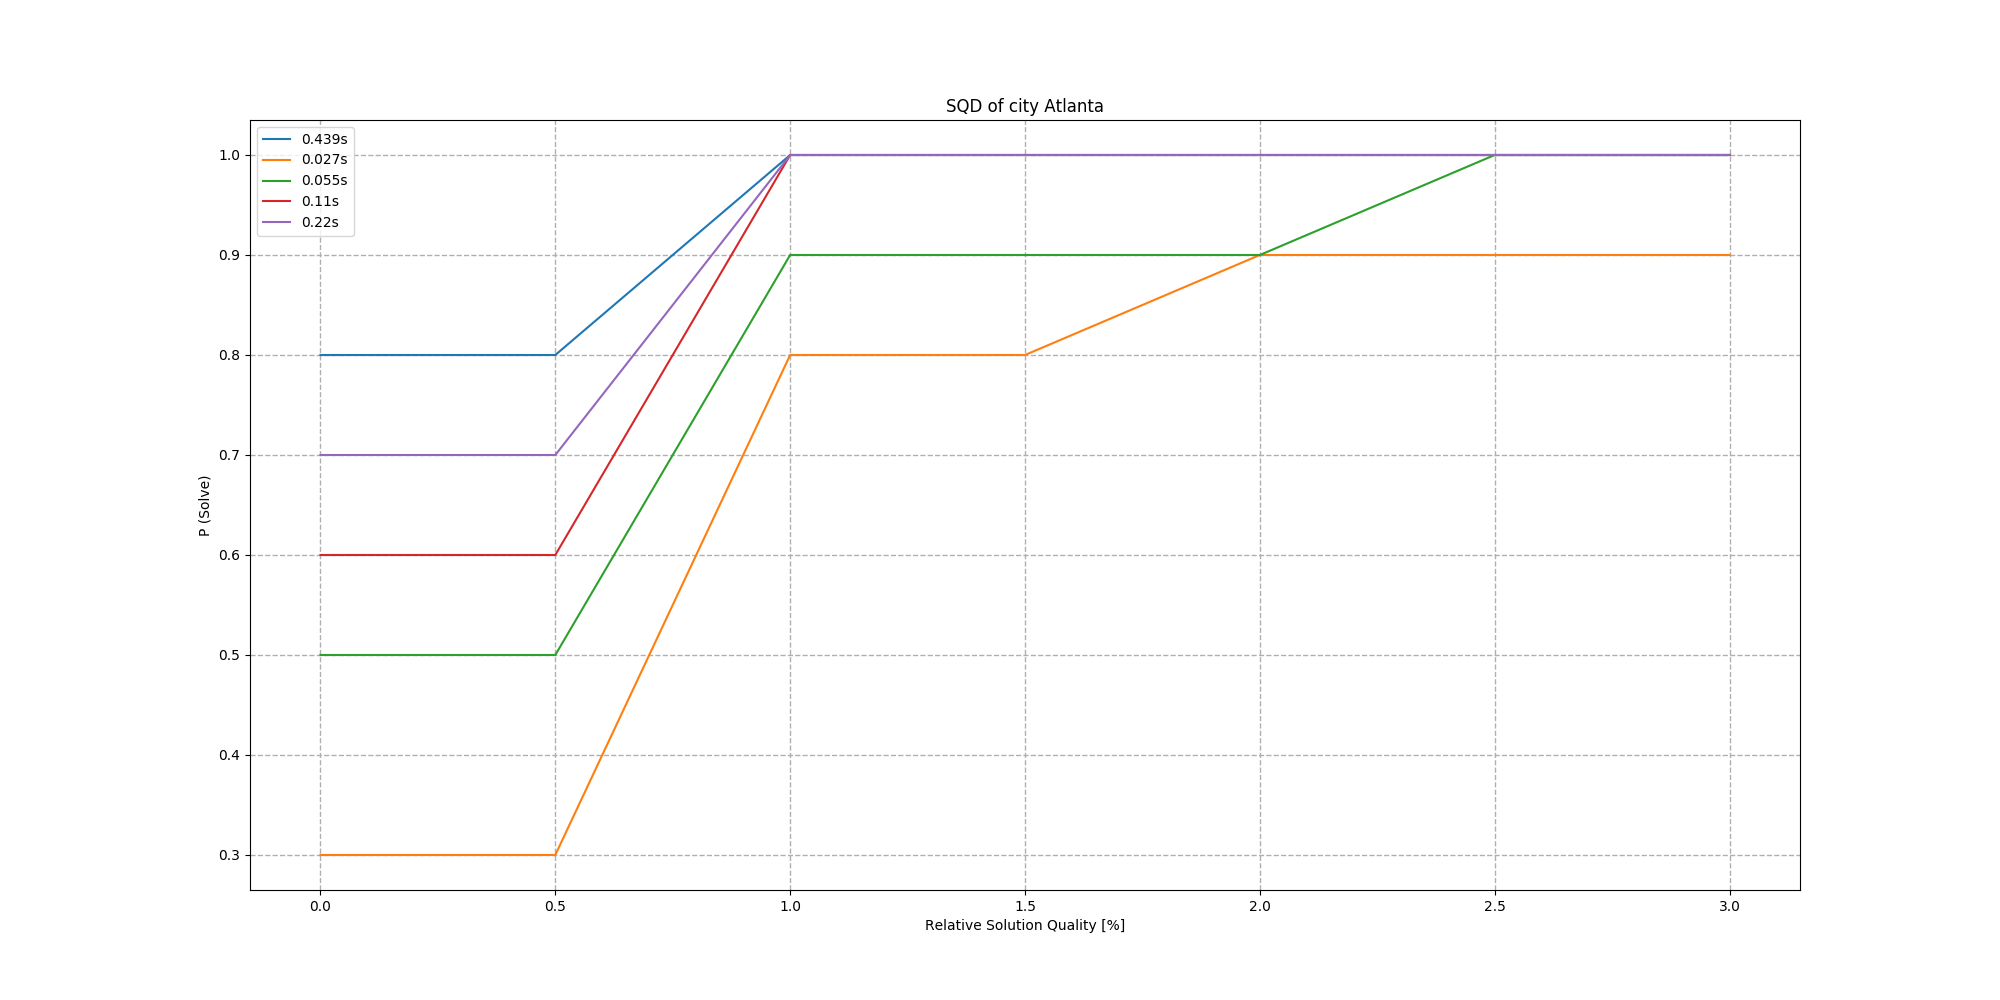 SQD of city Atlanta
0.439s
0.027s
0.055s
0.11s
0.22s
1.0
0.9
0.8
0.7
0.6
0.5
0.4
0.3
P (Solve)
0.0 0.5 1.0 1.5 2.0 2.5 3.0
Relative Solution Quality [%]